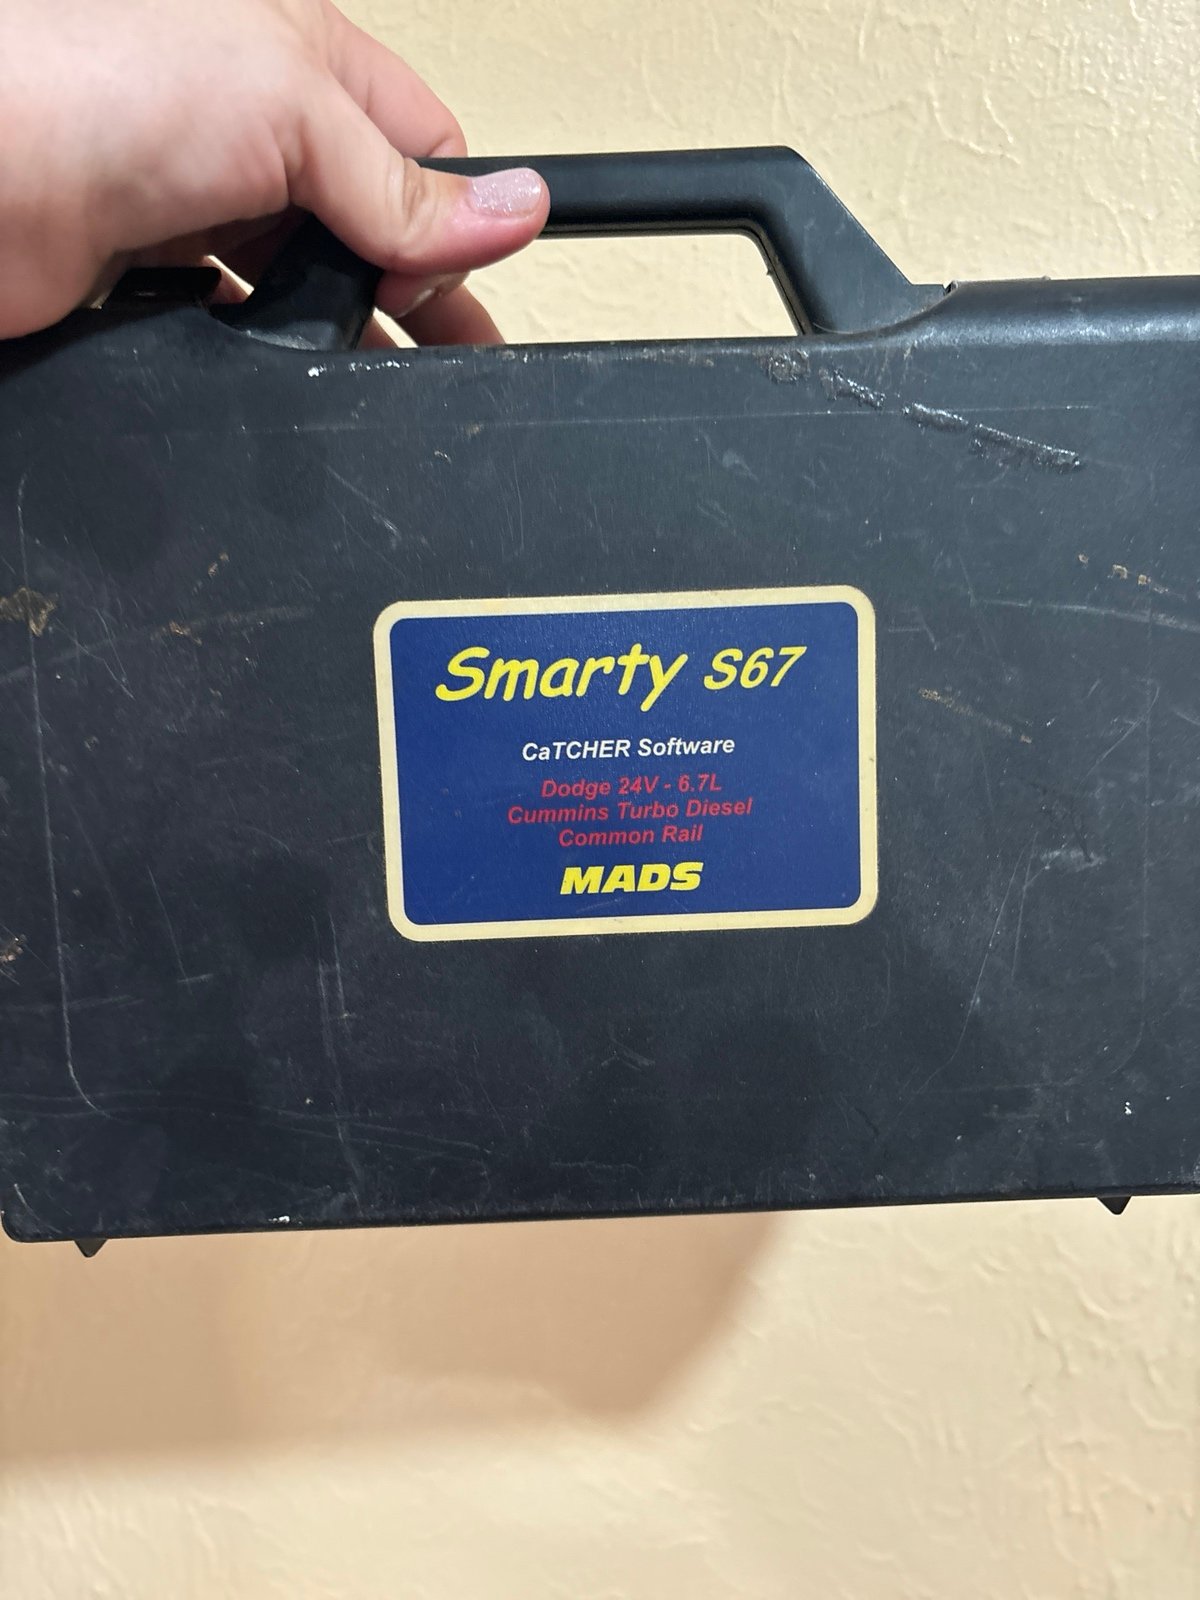 Smarty S67
CaTCHER Software
Dodge 24V - 6.7L
Cummins Turbo Diesel
Common Rail
MADS